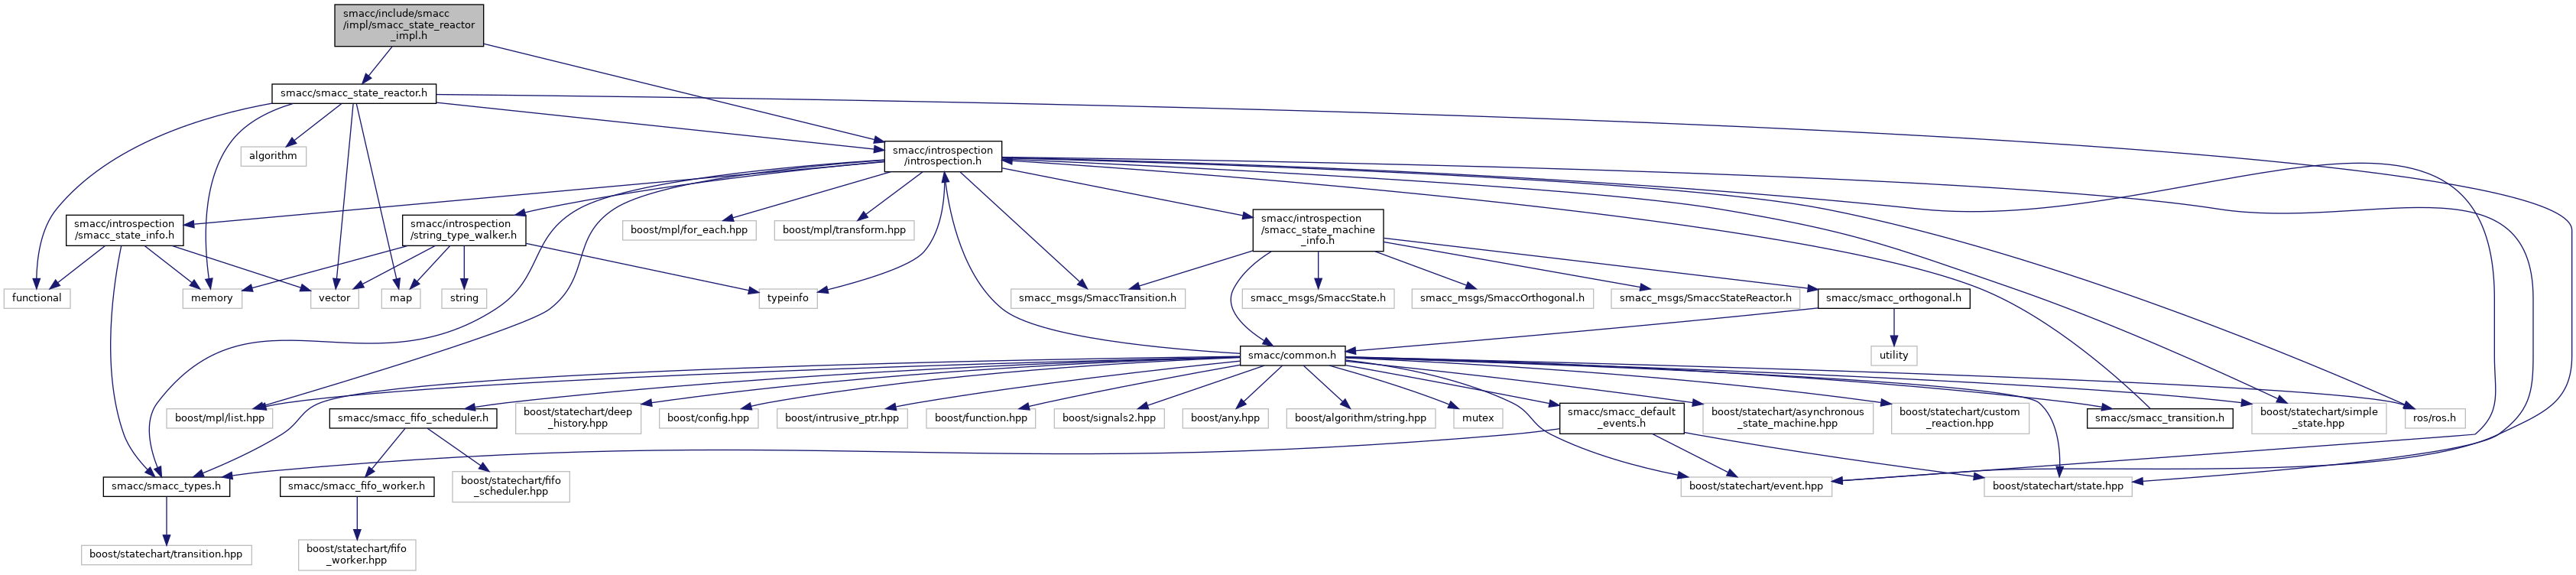 smacc/include/smacc
/impl/smacc_state_reactor
_impl.h
smacc/smacc_state_reactor.h
algorithm
smacc/introspection
/introspection.h
smacc/introspection
/smacc_state_info.h
smacc/introspection
/string_type_walker.h
boost/mpl/for_each.hpp
boost/mpl/transform.hpp
smacc/introspection
/smacc_state_machine
_info.h
functional
memory
vector
map
string
typeinfo
smacc_msgs/SmaccTransition.h
smacc_msgs/SmaccState.h
smacc_msgs/SmaccOrthogonal.h
smacc_msgs/SmaccStateReactor.h
smacc/smacc_orthogonal.h
smacc/common.h
utility
boost/mpl/list.hpp
smacc/smacc_fifo_scheduler.h
boost/statechart/deep
_history.hpp
boost/config.hpp
boost/intrusive_ptr.hpp
boost/function.hpp
boost/signals2.hpp
boost/any.hpp
boost/algorithm/string.hpp
mutex
smacc/smacc_default
_events.h
boost/statechart/asynchronous
_state_machine.hpp
boost/statechart/custom
_reaction.hpp
smacc/smacc_transition.h
boost/statechart/simple
_state.hpp
ros/ros.h
smacc/smacc_types.h
smacc/smacc_fifo_worker.h
boost/statechart/fifo
_scheduler.hpp
boost/statechart/event.hpp
boost/statechart/state.hpp
boost/statechart/transition.hpp
boost/statechart/fifo
_worker.hpp